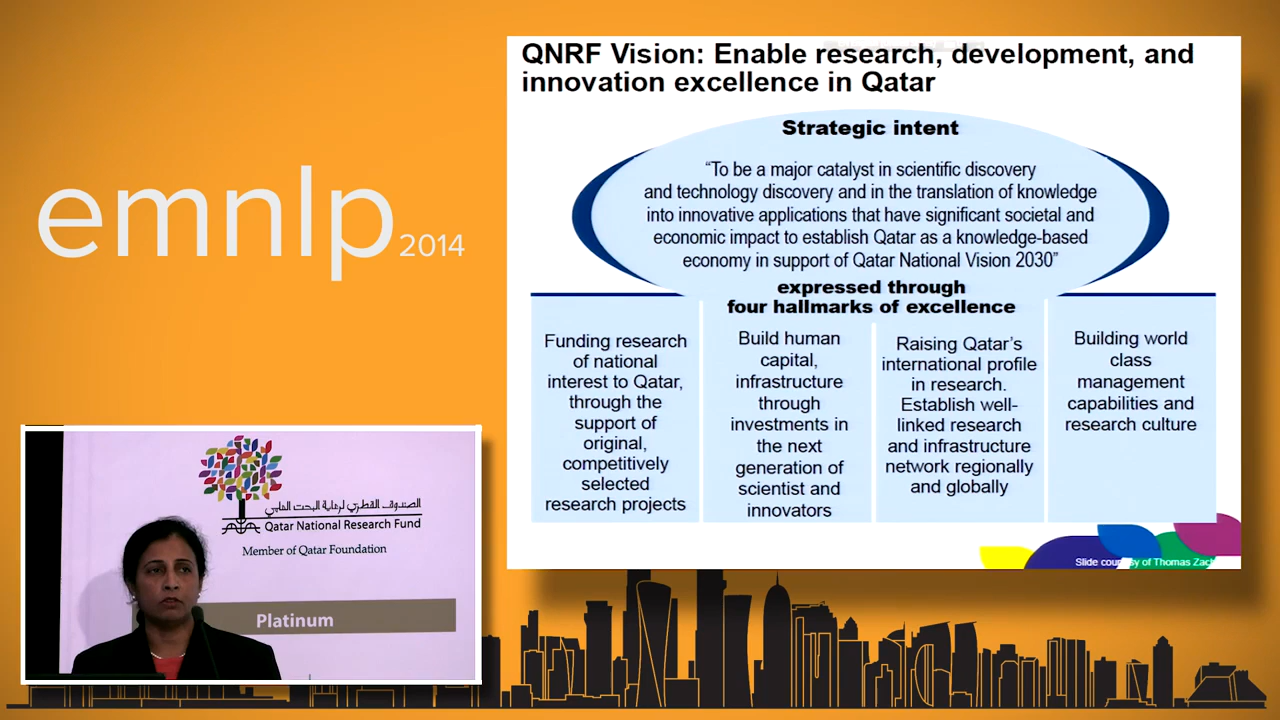 emnlp 2014
QNRF Vision: Enable research, development, and
innovation excellence in Qatar
Strategic intent
“To be a major catalyst in scientific discovery
and technology discovery and in the translation of knowledge
into innovative applications that have significant societal and
economic impact to establish Qatar as a knowledge-based
economy in support of Qatar National Vision 2030”
expressed through
four hallmarks of excellence
Funding research
of national
interest to Qatar,
through the
support of
original,
competitively
selected
research projects
Build human
capital,
infrastructure
through
investments in
the next
generation of
scientist and
innovators
Raising Qatar’s
international profile
in research.
Establish well-
linked research
and infrastructure
network regionally
and globally
Building world
class
management
capabilities and
research culture
Slide courtesy of Thomas
الصندوق القطري لرعاية البحث العلمي
Qatar National Research Fund
Member of Qatar Foundation
Platinum